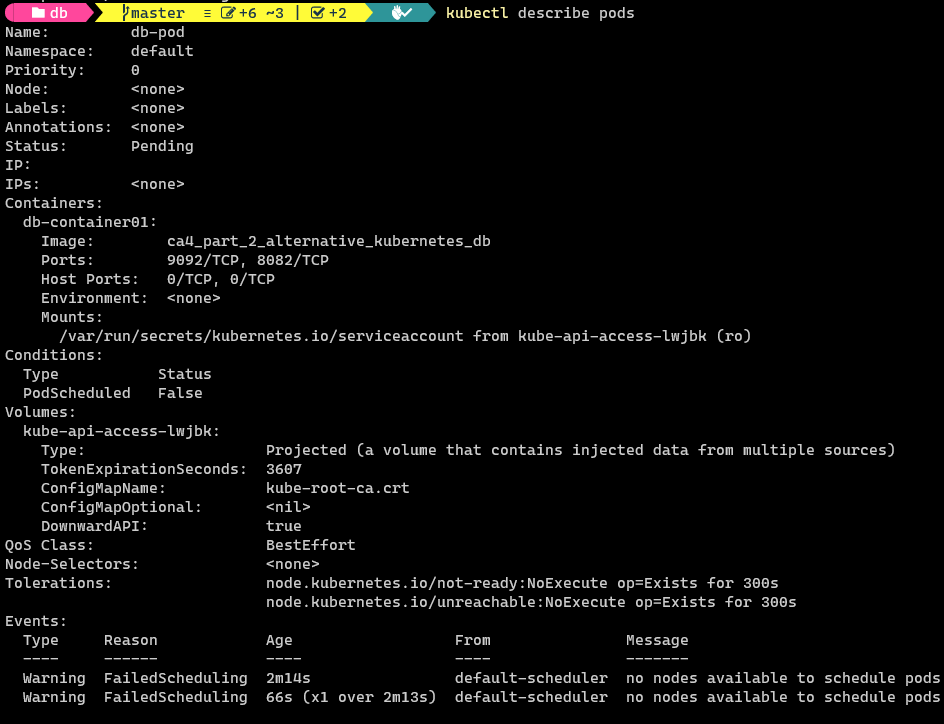 db master ≡ +6 ~3 | +2 kubectl describe pods
Name: db-pod
Namespace: default
Priority: 0
Node: <none>
Labels: <none>
Annotations: <none>
Status: Pending
IP:
IPs: <none>
Containers:
db-container01:
Image: ca4_part_2_alternative_kubernetes_db
Ports: 9092/TCP, 8082/TCP
Host Ports: 0/TCP, 0/TCP
Environment: <none>
Mounts:
/var/run/secrets/kubernetes.io/serviceaccount from kube-api-access-lwjbk (ro)
Conditions:
Type Status
PodScheduled False
Volumes:
kube-api-access-lwjbk:
Type: Projected (a volume that contains injected data from multiple sources)
TokenExpirationSeconds: 3607
ConfigMapName: kube-root-ca.crt
ConfigMapOptional: <nil>
DownwardAPI: true
QoS Class: BestEffort
Node-Selectors: <none>
Tolerations: node.kubernetes.io/not-ready:NoExecute op=Exists for 300s
node.kubernetes.io/unreachable:NoExecute op=Exists for 300s
Events:
Type Reason Age From Message
---- ------ ---- ---- -------
Warning FailedScheduling 2m14s default-scheduler no nodes available to schedule pods
Warning FailedScheduling 66s (x1 over 2m13s) default-scheduler no nodes available to schedule pods